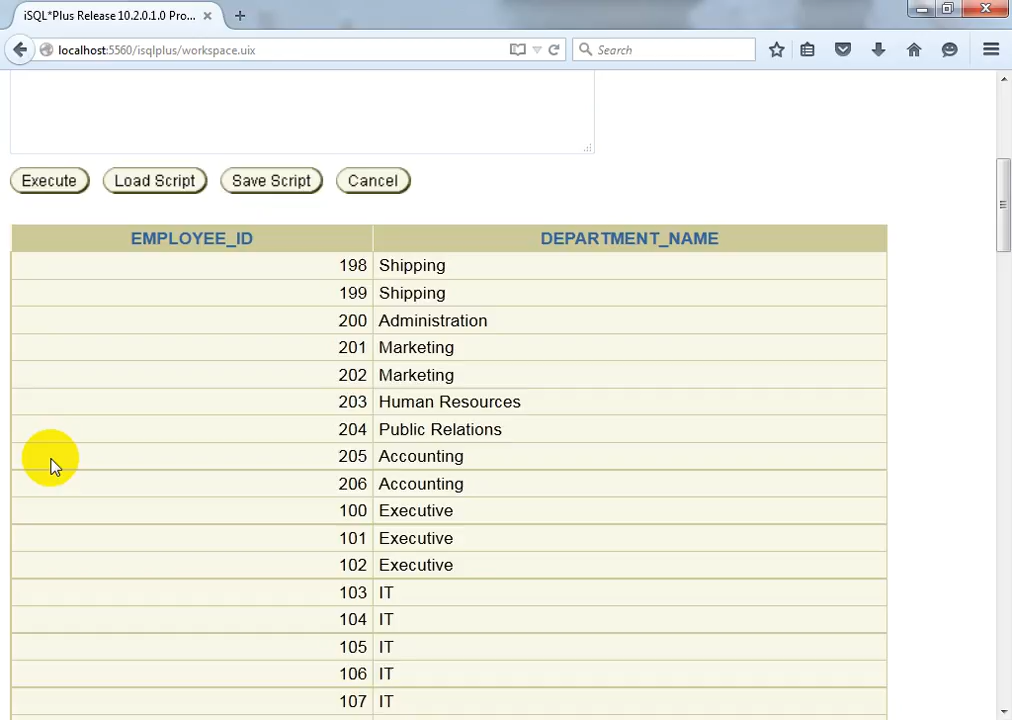 iSQL*Plus Release 10.2.0.1.0 Pro...
localhost:5560/isqlplus/workspace.uix
Search
Execute
Load Script
Save Script
Cancel
EMPLOYEE_ID DEPARTMENT_NAME
198 Shipping
199 Shipping
200 Administration
201 Marketing
202 Marketing
203 Human Resources
204 Public Relations
205 Accounting
206 Accounting
100 Executive
101 Executive
102 Executive
103 IT
104 IT
105 IT
106 IT
107 IT